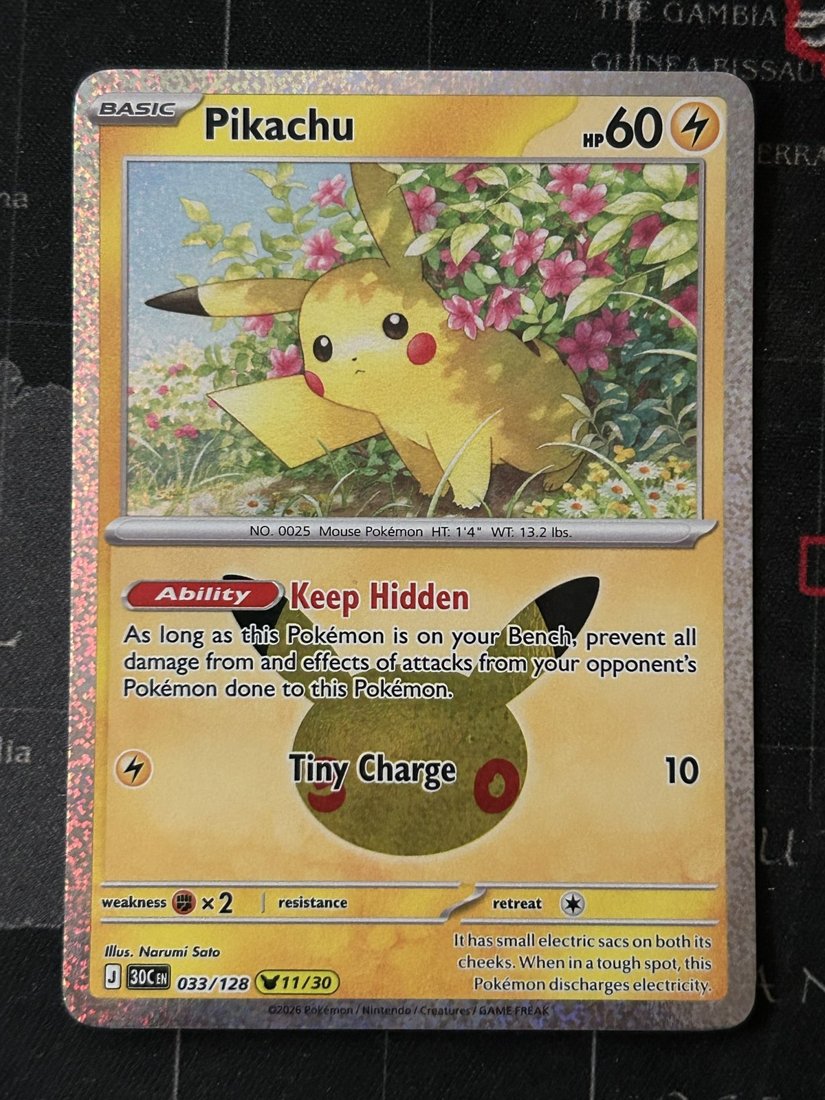 THE GAMBIA
GUINEA-BISSAU
BASIC
Pikachu
HP 60
NO. 0025 Mouse Pokémon HT: 1'4" WT: 13.2 lbs.
Ability Keep Hidden
As long as this Pokémon is on your Bench, prevent all
damage from and effects of attacks from your opponent's
Pokémon done to this Pokémon.
Tiny Charge 10
weakness ×2 resistance retreat
It has small electric sacs on both its
cheeks. When in a tough spot, this
Pokémon discharges electricity.
Illus. Narumi Sato
J 30C EN 033/128 11/30
©2026 Pokémon / Nintendo / Creatures / GAME FREAK